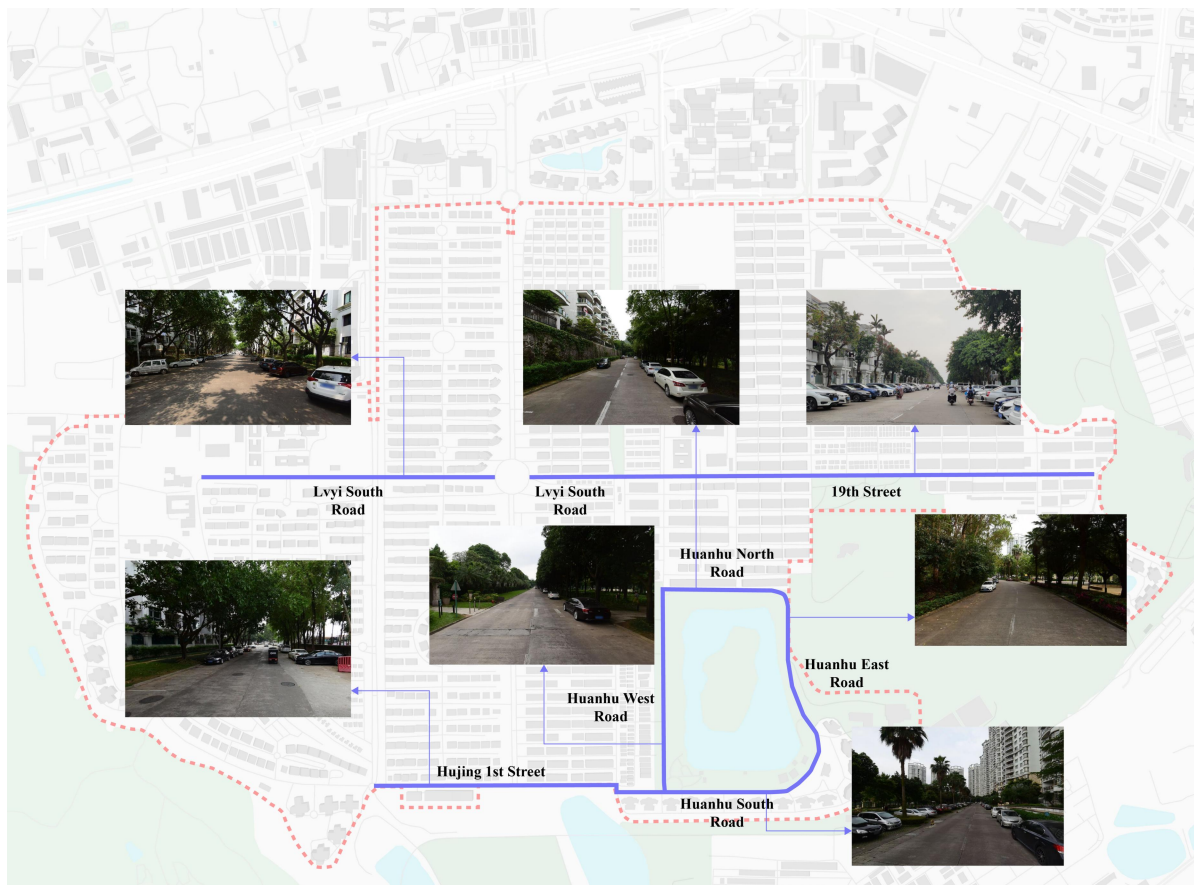 Lvyi South
Road
Lvyi South
Road
19th Street
Huanhu North
Road
Huanhu East
Road
Huanhu West
Road
Hujing 1st Street
Huanhu South
Road